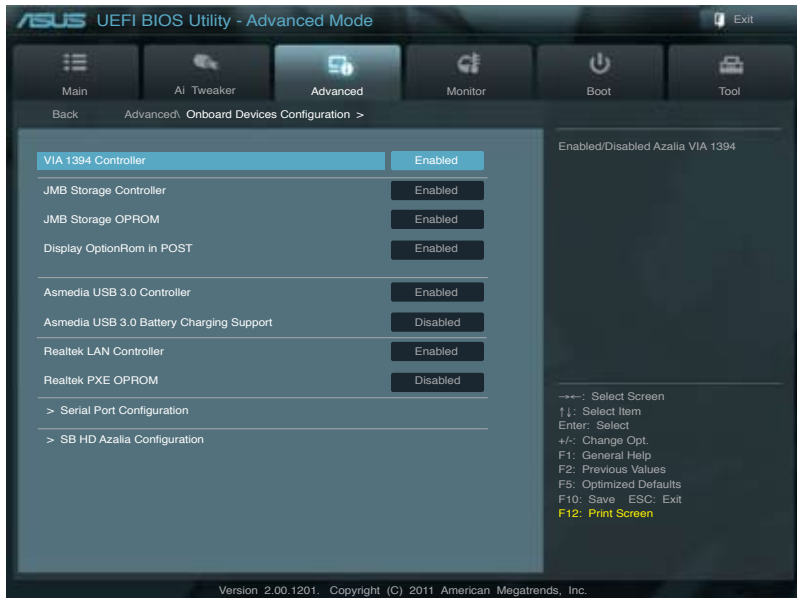 ASUS UEFI BIOS Utility - Advanced Mode
Exit
Main
Ai Tweaker
Advanced
Monitor
Boot
Tool
Back Advanced\ Onboard Devices Configuration >
VIA 1394 Controller Enabled
JMB Storage Controller Enabled
JMB Storage OPROM Enabled
Display OptionRom in POST Enabled
Asmedia USB 3.0 Controller Enabled
Asmedia USB 3.0 Battery Charging Support Disabled
Realtek LAN Controller Enabled
Realtek PXE OPROM Disabled
> Serial Port Configuration
> SB HD Azalia Configuration
Enabled/Disabled Azalia VIA 1394
→←: Select Screen
↑↓: Select Item
Enter: Select
+/-: Change Opt.
F1: General Help
F2: Previous Values
F5: Optimized Defaults
F10: Save ESC: Exit
F12: Print Screen
Version 2.00.1201. Copyright (C) 2011 American Megatrends, Inc.